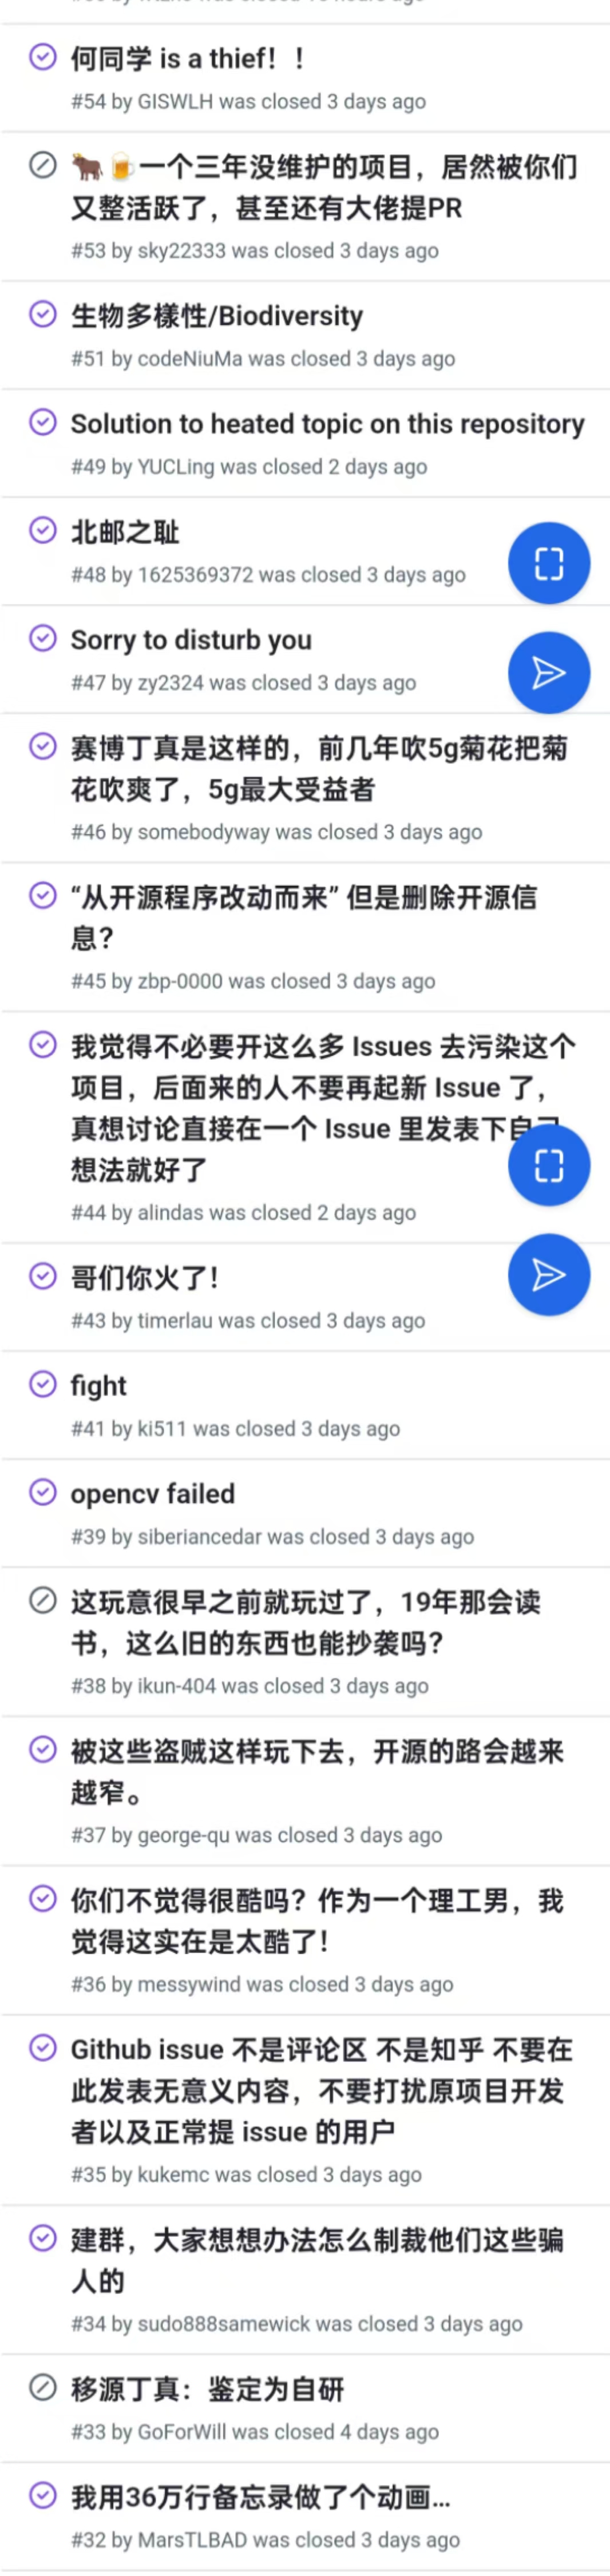 何同学 is a thief！！
#54 by GISWLH was closed 3 days ago
🐂🍺一个三年没维护的项目，居然被你们
又整活跃了，甚至还有大佬提PR
#53 by sky22333 was closed 3 days ago
生物多樣性/Biodiversity
#51 by codeNiuMa was closed 3 days ago
Solution to heated topic on this repository
#49 by YUCLing was closed 2 days ago
北邮之耻
#48 by 1625369372 was closed 3 days ago
Sorry to disturb you
#47 by zy2324 was closed 3 days ago
赛博丁真是这样的，前几年吹5g菊花把菊
花吹爽了，5g最大受益者
#46 by somebodyway was closed 3 days ago
“从开源程序改动而来” 但是删除开源信
息？
#45 by zbp-0000 was closed 3 days ago
我觉得不必要开这么多 Issues 去污染这个
项目，后面来的人不要再起新 Issue 了，
真想讨论直接在一个 Issue 里发表下自己
想法就好了
#44 by alindas was closed 2 days ago
哥们你火了！
#43 by timerlau was closed 3 days ago
fight
#41 by ki511 was closed 3 days ago
opencv failed
#39 by siberiancedar was closed 3 days ago
这玩意很早之前就玩过了，19年那会读
书，这么旧的东西也能抄袭吗？
#38 by ikun-404 was closed 3 days ago
被这些盗贼这样玩下去，开源的路会越来
越窄。
#37 by george-qu was closed 3 days ago
你们不觉得很酷吗？作为一个理工男，我
觉得这实在是太酷了！
#36 by messywind was closed 3 days ago
Github issue 不是评论区 不是知乎 不要在
此发表无意义内容，不要打扰原项目开发
者以及正常提 issue 的用户
#35 by kukemc was closed 3 days ago
建群，大家想想办法怎么制裁他们这些骗
人的
#34 by sudo888samewick was closed 3 days ago
移源丁真：鉴定为自研
#33 by GoForWill was closed 4 days ago
我用36万行备忘录做了个动画...
#32 by MarsTLBAD was closed 3 days ago